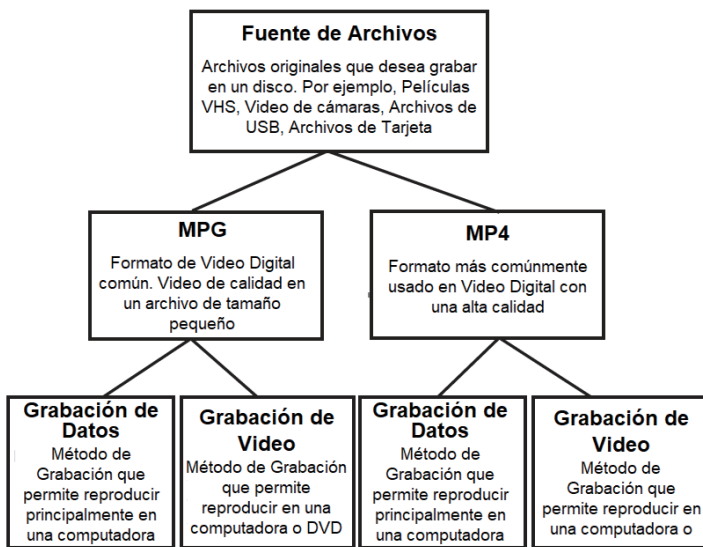 Fuente de Archivos
Archivos originales que desea grabar
en un disco. Por ejemplo, Películas
VHS, Video de cámaras, Archivos de
USB, Archivos de Tarjeta
MPG
Formato de Video Digital
común. Video de calidad en
un archivo de tamaño
pequeño
MP4
Formato más comúnmente
usado en Video Digital con
una alta calidad
Grabación de
Datos
Método de
Grabación que
permite reproducir
principalmente en
una computadora
Grabación de
Video
Método de Grabación
que permite
reproducir en una
computadora o DVD
Grabación de
Datos
Método de
Grabación que
permite reproducir
principalmente en
una computadora
Grabación de
Video
Método de
Grabación que
permite reproducir en
una computadora o